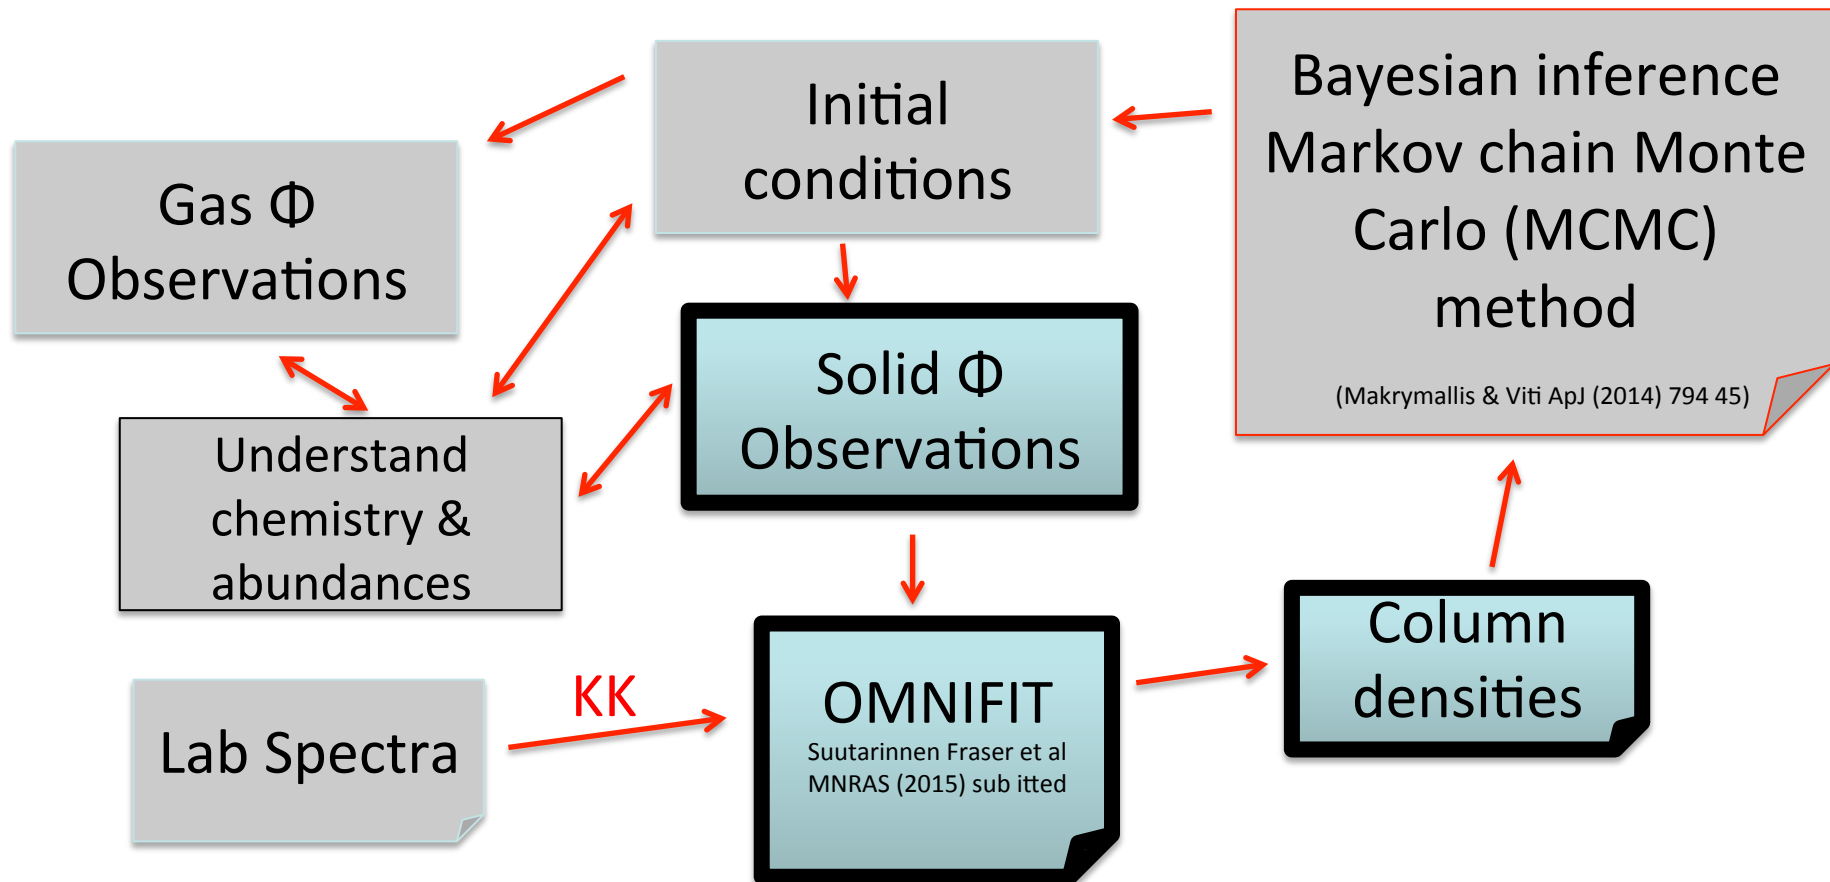 Initial
conditions
Bayesian inference
Markov chain Monte
Carlo (MCMC)
method
(Makrymallis & Viti ApJ (2014) 794 45)
Gas Φ
Observations
Solid Φ
Observations
Understand
chemistry &
abundances
Column
densities
KK
Lab Spectra
OMNIFIT
Suutarinnen Fraser et al
MNRAS (2015) sub itted